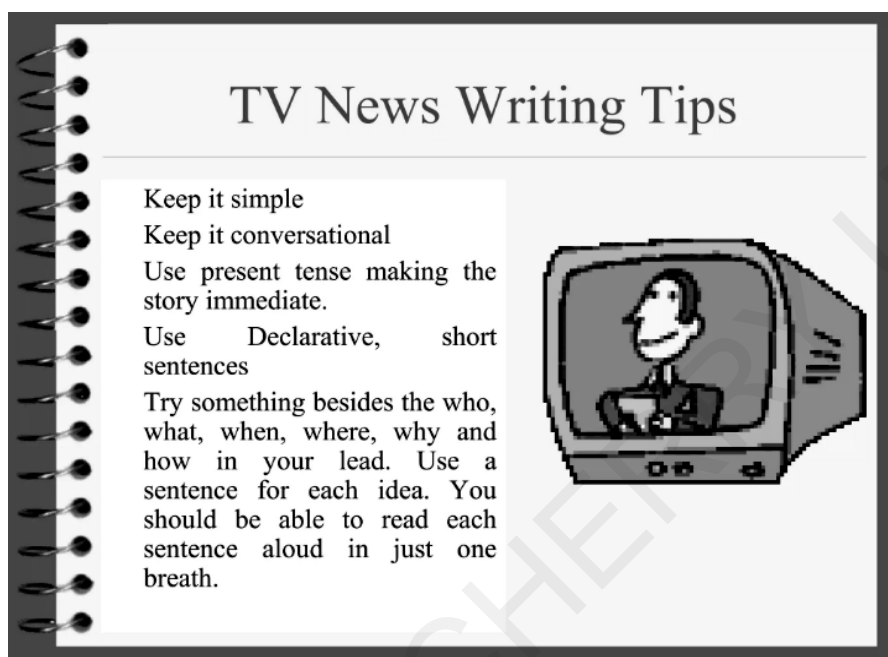 TV News Writing Tips
Keep it simple
Keep it conversational
Use present tense making the
story immediate.
Use Declarative, short
sentences
Try something besides the who,
what, when, where, why and
how in your lead. Use a
sentence for each idea. You
should be able to read each
sentence aloud in just one
breath.
CHERRY